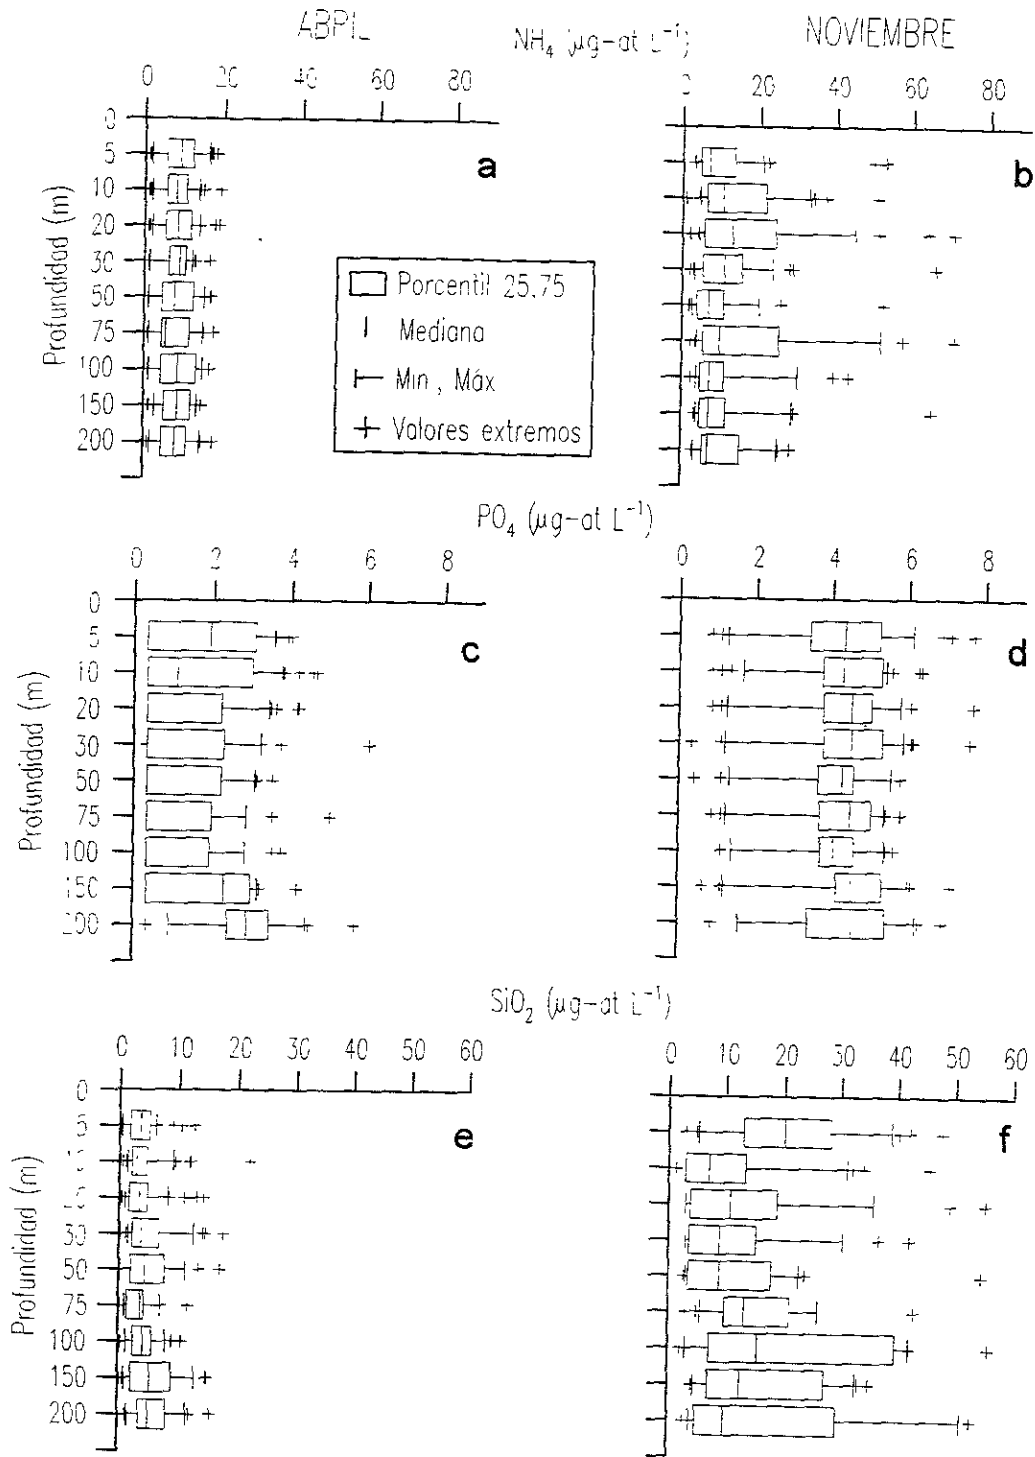 ABRIL
NH₄ (µg-at L⁻¹)
NOVIEMBRE
0 20 40 60 80
0 20 40 60 80
Profundidad (m)
0
5
10
20
30
50
75
100
150
200
a
b
Porcentil 25,75
Mediana
Min, Máx
Valores extremos
PO₄ (µg-at L⁻¹)
0 2 4 6 8
0 2 4 6 8
Profundidad (m)
0
5
10
20
30
50
75
100
150
200
c
d
SiO₂ (µg-at L⁻¹)
0 10 20 30 40 50 60
0 10 20 30 40 50 60
Profundidad (m)
0
5
30
50
75
100
150
200
e
f